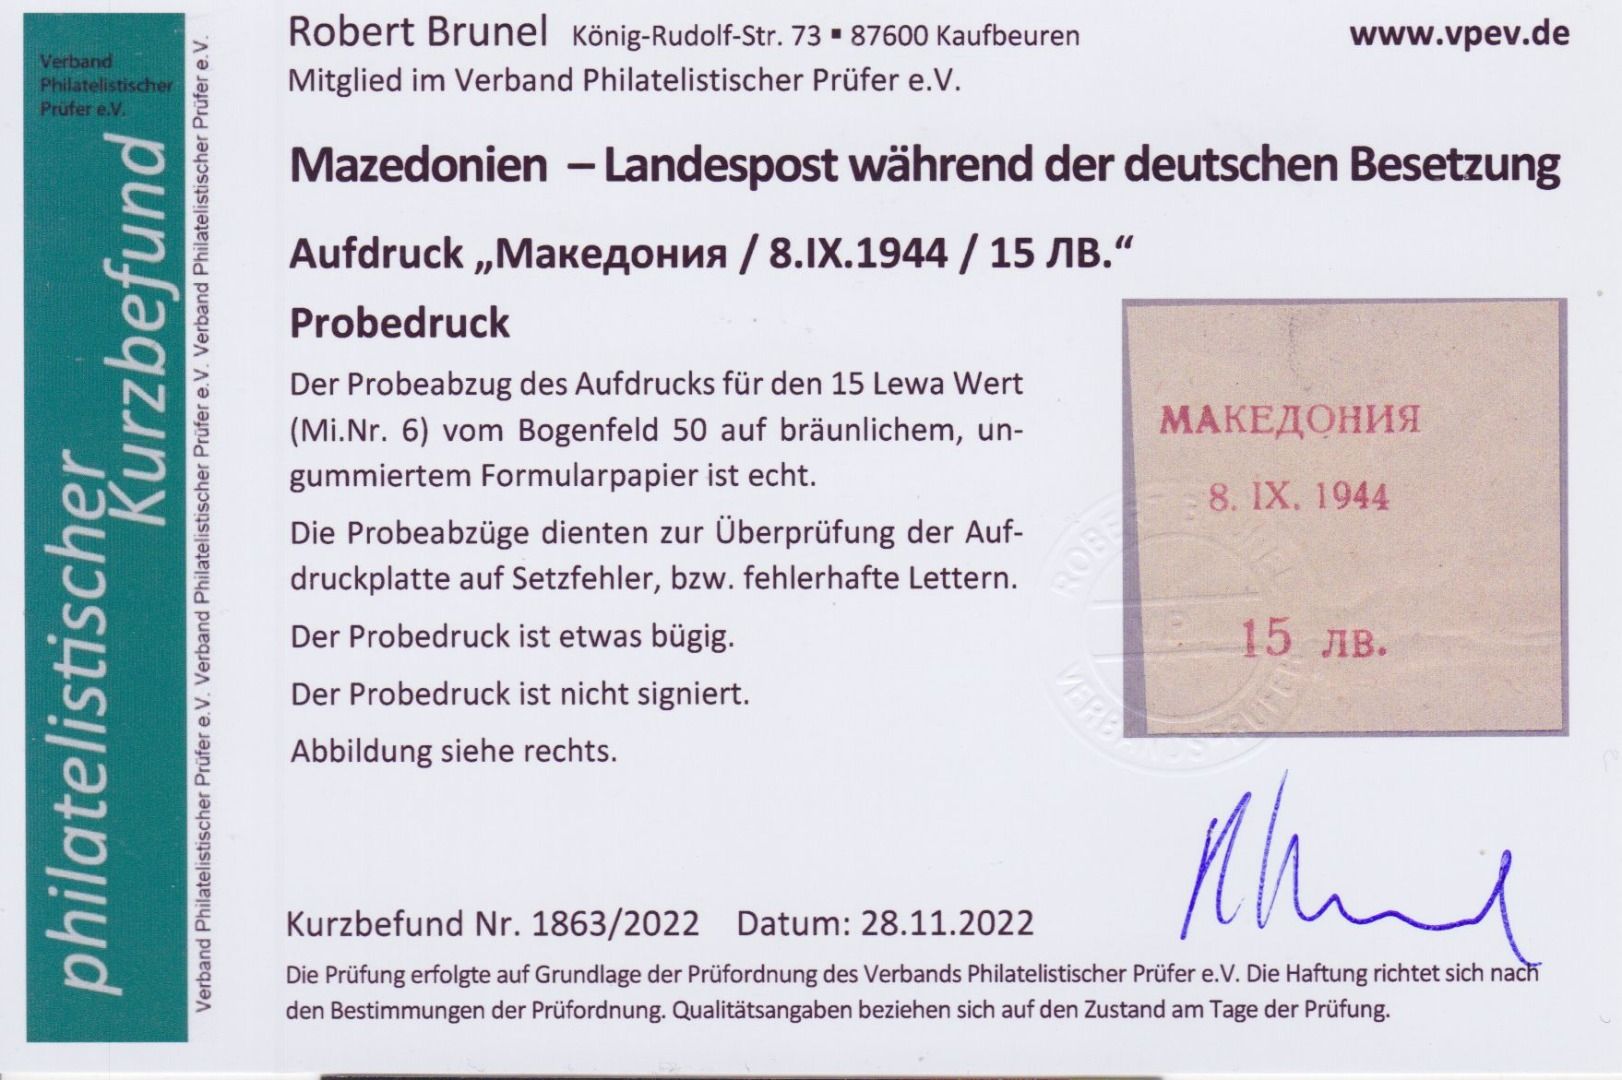 Verband
Philatelistischer
Prüfer e.V.
philatelistischer
Kurzbefund
Verband Philatelistischer Prüfer e.V. Verband Philatelistischer Prüfer e.V. Verband Philatelistischer Prüfer e.V. Verband Philatelistischer Prüfer e.V.
Robert Brunel König-Rudolf-Str. 73 ▪ 87600 Kaufbeuren
www.vpev.de
Mitglied im Verband Philatelistischer Prüfer e.V.
Mazedonien – Landespost während der deutschen Besetzung
Aufdruck „Македония / 8.IX.1944 / 15 ЛВ.“
Probedruck
Der Probeabzug des Aufdrucks für den 15 Lewa Wert
(Mi.Nr. 6) vom Bogenfeld 50 auf bräunlichem, un-
gummiertem Formularpapier ist echt.
Die Probeabzüge dienten zur Überprüfung der Auf-
druckplatte auf Setzfehler, bzw. fehlerhafte Lettern.
Der Probedruck ist etwas bügig.
Der Probedruck ist nicht signiert.
Abbildung siehe rechts.
МАКЕДОНИЯ
8. IX. 1944
15 лв.
Kurzbefund Nr. 1863/2022 Datum: 28.11.2022
Die Prüfung erfolgte auf Grundlage der Prüfordnung des Verbands Philatelistischer Prüfer e.V. Die Haftung richtet sich nach
den Bestimmungen der Prüfordnung. Qualitätsangaben beziehen sich auf den Zustand am Tage der Prüfung.